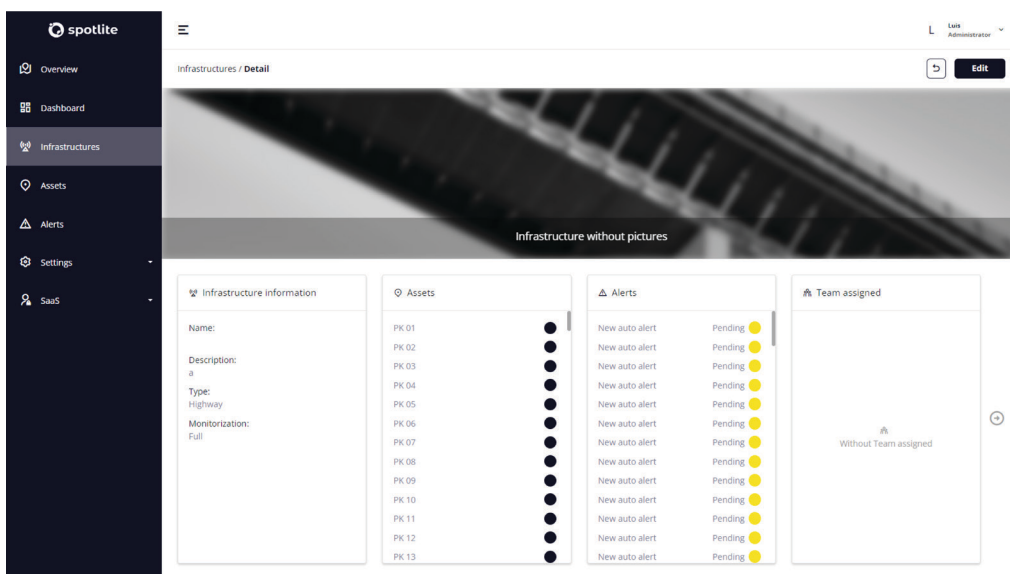 spotlite
L Luis
Administrator
Infrastructures / Detail
Edit
Overview
Dashboard
Infrastructures
Assets
Alerts
Settings
SaaS
Infrastructure without pictures
Infrastructure information
Name:
Description:
a
Type:
Highway
Monitorization:
Full
Assets
PK 01
PK 02
PK 03
PK 04
PK 05
PK 06
PK 07
PK 08
PK 09
PK 10
PK 11
PK 12
PK 13
Alerts
New auto alert Pending
New auto alert Pending
New auto alert Pending
New auto alert Pending
New auto alert Pending
New auto alert Pending
New auto alert Pending
New auto alert Pending
New auto alert Pending
New auto alert Pending
New auto alert Pending
New auto alert Pending
New auto alert Pending
Team assigned
Without Team assigned